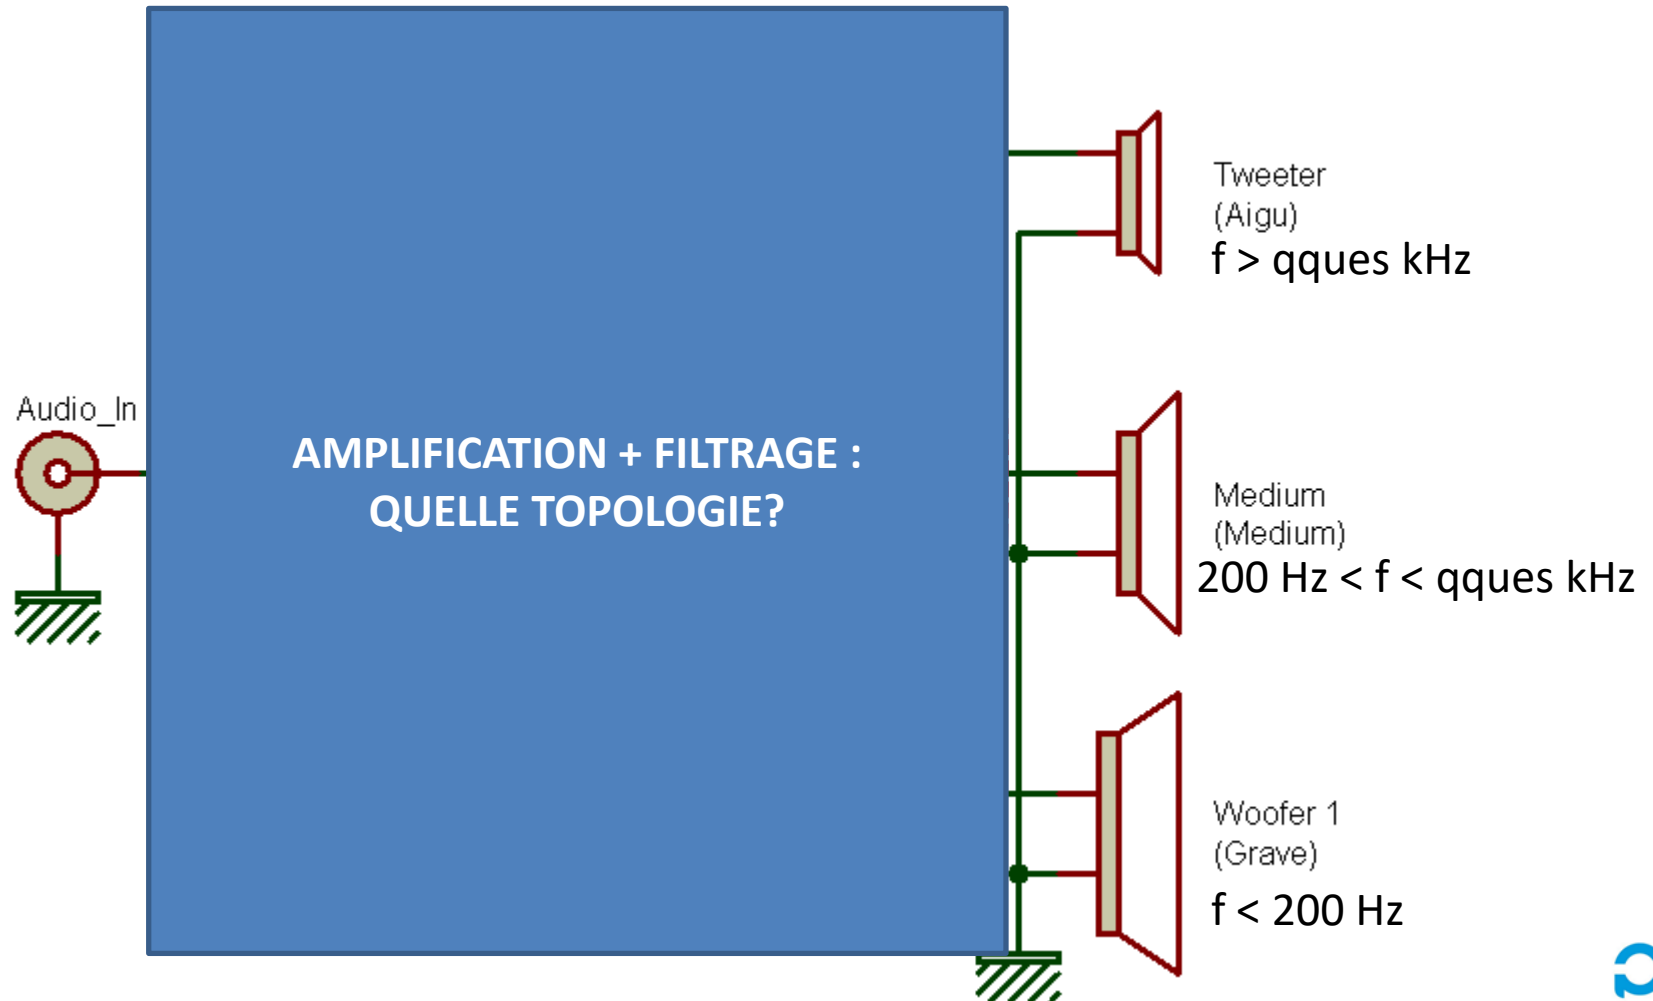 Tweeter
(Aigu)
f > qques kHz
Audio_In
AMPLIFICATION + FILTRAGE :
QUELLE TOPOLOGIE?
Medium
(Medium)
200 Hz < f < qques kHz
Woofer 1
(Grave)
f < 200 Hz